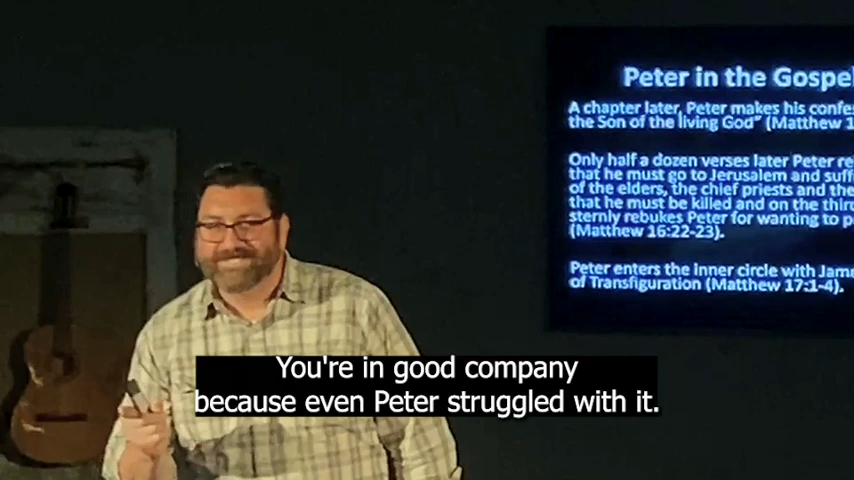 Peter in the Gospel
A chapter later, Peter makes his confe
the Son of the living God" (Matthew 1
Only half a dozen verses later Peter re
that he must go to Jerusalem and suff
of the elders, the chief priests and the
that he must be killed and on the third
sternly rebukes Peter for wanting to p
(Matthew 16:22-23).
Peter enters the inner circle with Jame
of Transfiguration (Matthew 17:1-4).
You're in good company
because even Peter struggled with it.